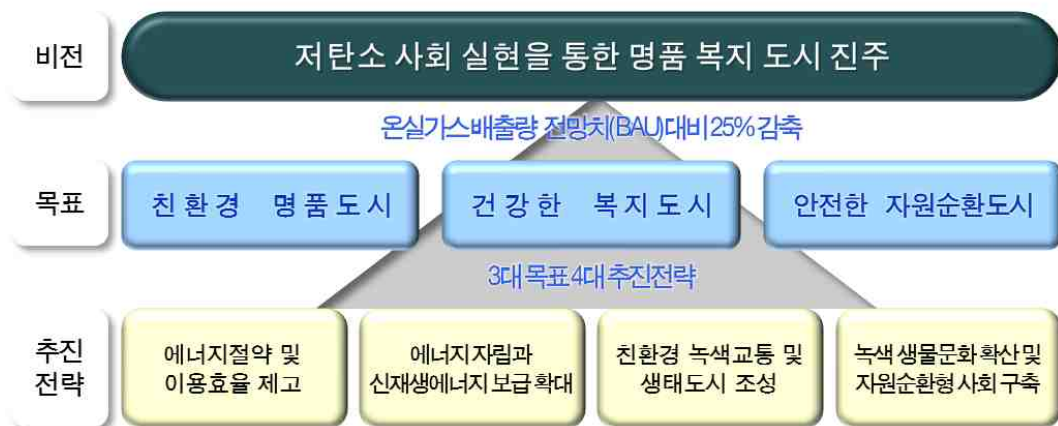 비전
저탄소 사회 실현을 통한 명품 복지 도시 진주
온실가스 배출량 전망치(BAU) 대비 25% 감축
목표
친환경 명품도시
건강한 복지도시
안전한 자원순환도시
3대 목표 4대 추진전략
추진
전략
에너지절약 및
이용효율 제고
에너지 자립과
신재생에너지 보급 확대
친환경 녹색교통 및
생태도시 조성
녹색 생물문화 확산 및
자원순환형 사회 구축